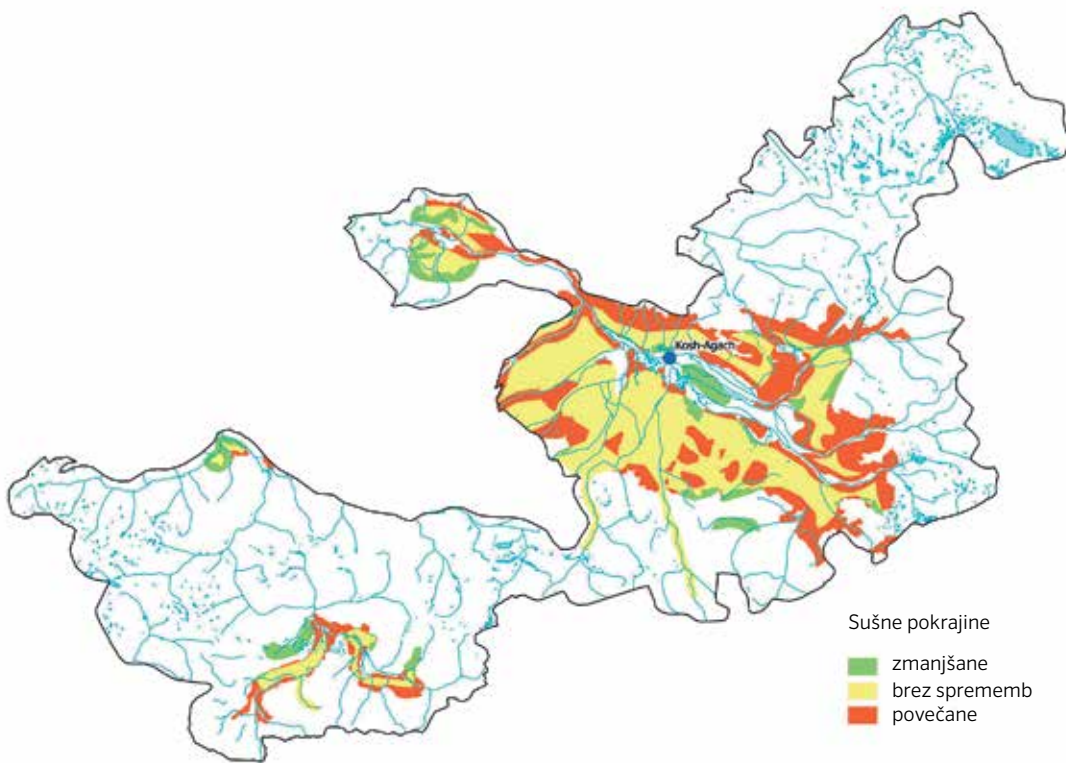 Kosh-Agach
Sušne pokrajine
zmanjšane
brez sprememb
povečane